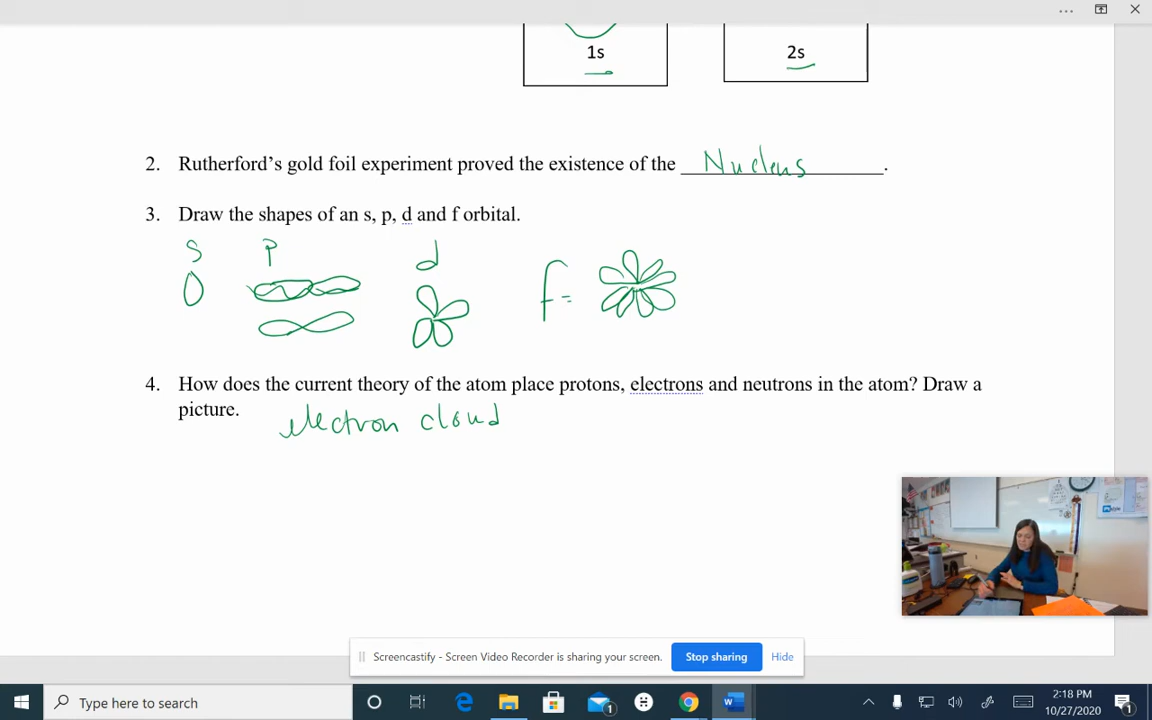 1s
2s
2. Rutherford's gold foil experiment proved the existence of the Nucleus.
3. Draw the shapes of an s, p, d and f orbital.
s p d
f=
4. How does the current theory of the atom place protons, electrons and neutrons in the atom? Draw a
picture.
electron cloud
Screencastify - Screen Video Recorder is sharing your screen. Stop sharing Hide
Type here to search
1
2:18 PM
10/27/2020
1